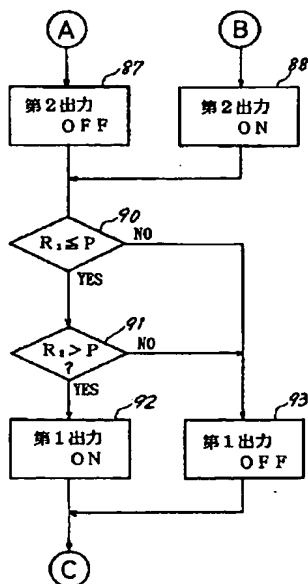 A B
87 88
第2出力 第2出力
OFF ON
90
R₁≦P NO
YES
91
R₂>P NO
?
YES
92 93
第1出力 第1出力
ON OFF
C